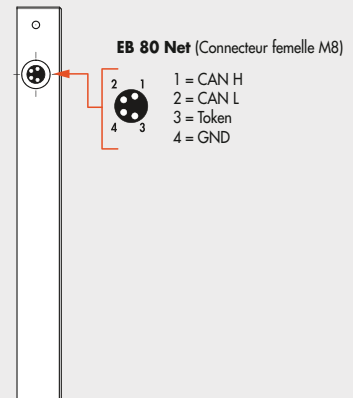 EB 80 Net (Connecteur femelle M8)
2 1
4 3
1 = CAN H
2 = CAN L
3 = Token
4 = GND